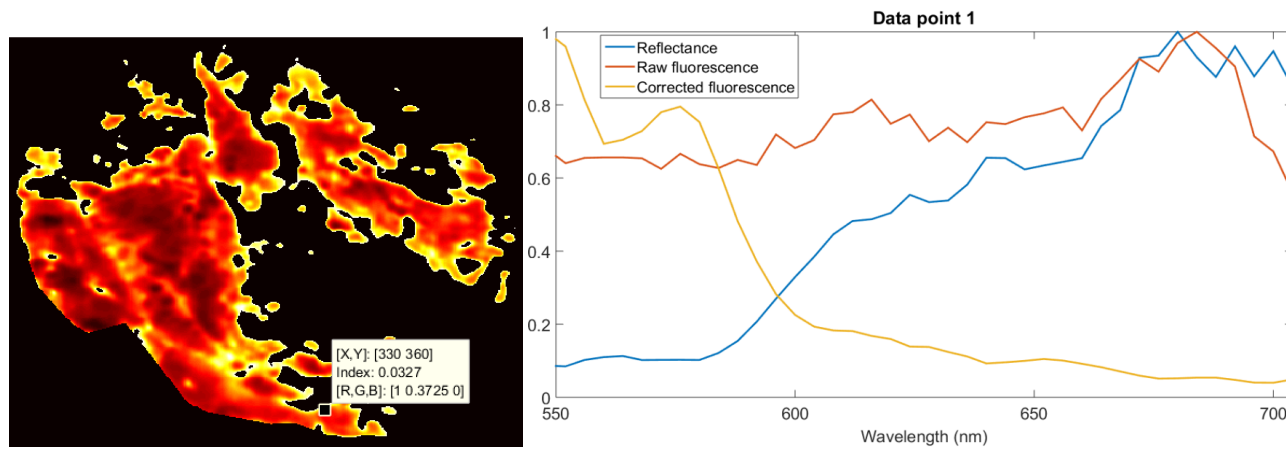 [X,Y]: [330 360]
Index: 0.0327
[R,G,B]: [1 0.3725 0]
Data point 1
Reflectance
Raw fluorescence
Corrected fluorescence
1
0.8
0.6
0.4
0.2
0
550 600 650 700
Wavelength (nm)